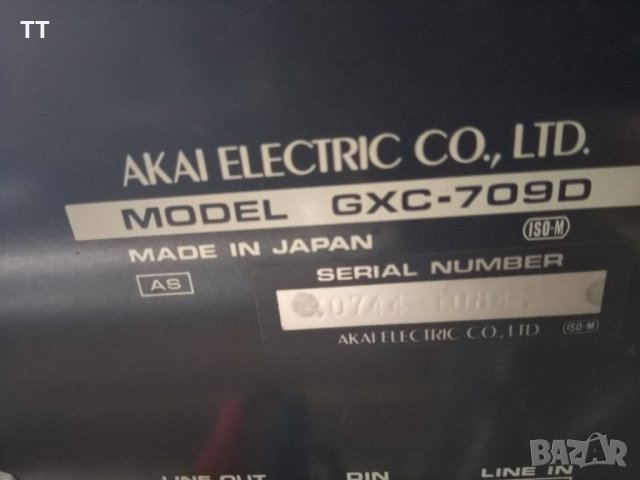 TT
AKAI ELECTRIC CO., LTD.
MODEL GXC-709D
MADE IN JAPAN ISO-M
AS
SERIAL NUMBER
AKAI ELECTRIC CO., LTD. ISO-M
LINE OUT DIN LINE IN
BAZAR